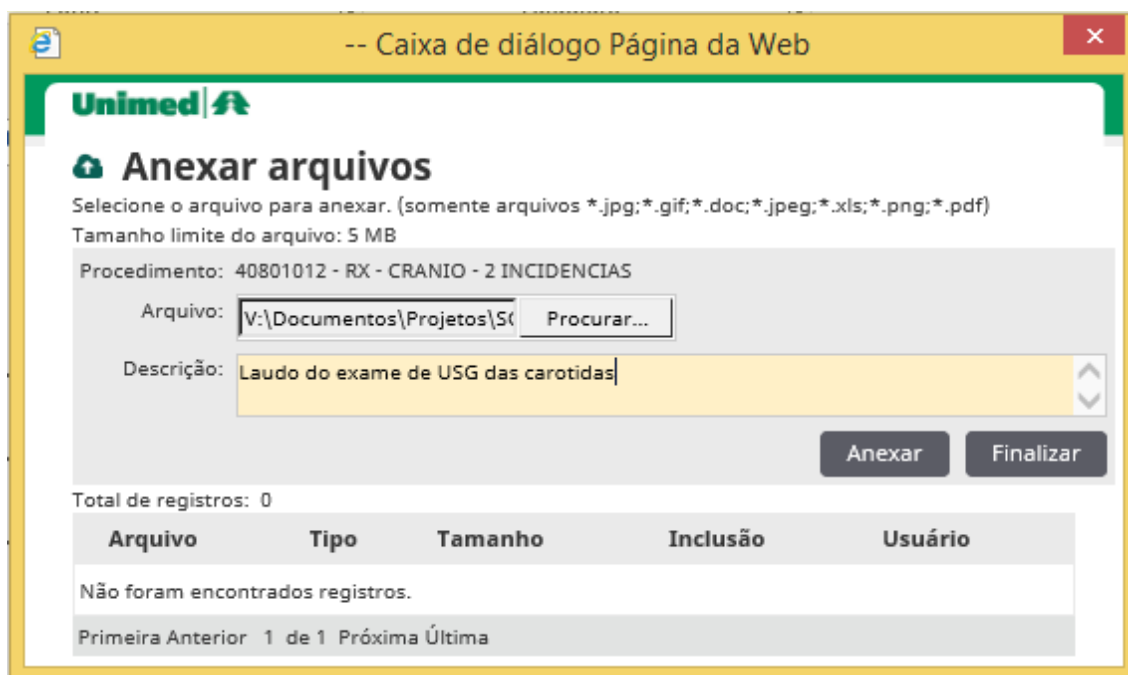 -- Caixa de diálogo Página da Web
Unimed
Anexar arquivos
Selecione o arquivo para anexar. (somente arquivos *.jpg;*.gif;*.doc;*.jpeg;*.xls;*.png;*.pdf)
Tamanho limite do arquivo: 5 MB
Procedimento: 40801012 - RX - CRANIO - 2 INCIDENCIAS
Arquivo: V:\Documentos\Projetos\S Procurar...
Descrição: Laudo do exame de USG das carotidas
Anexar Finalizar
Total de registros: 0
Arquivo Tipo Tamanho Inclusão Usuário
Não foram encontrados registros.
Primeira Anterior 1 de 1 Próxima Última